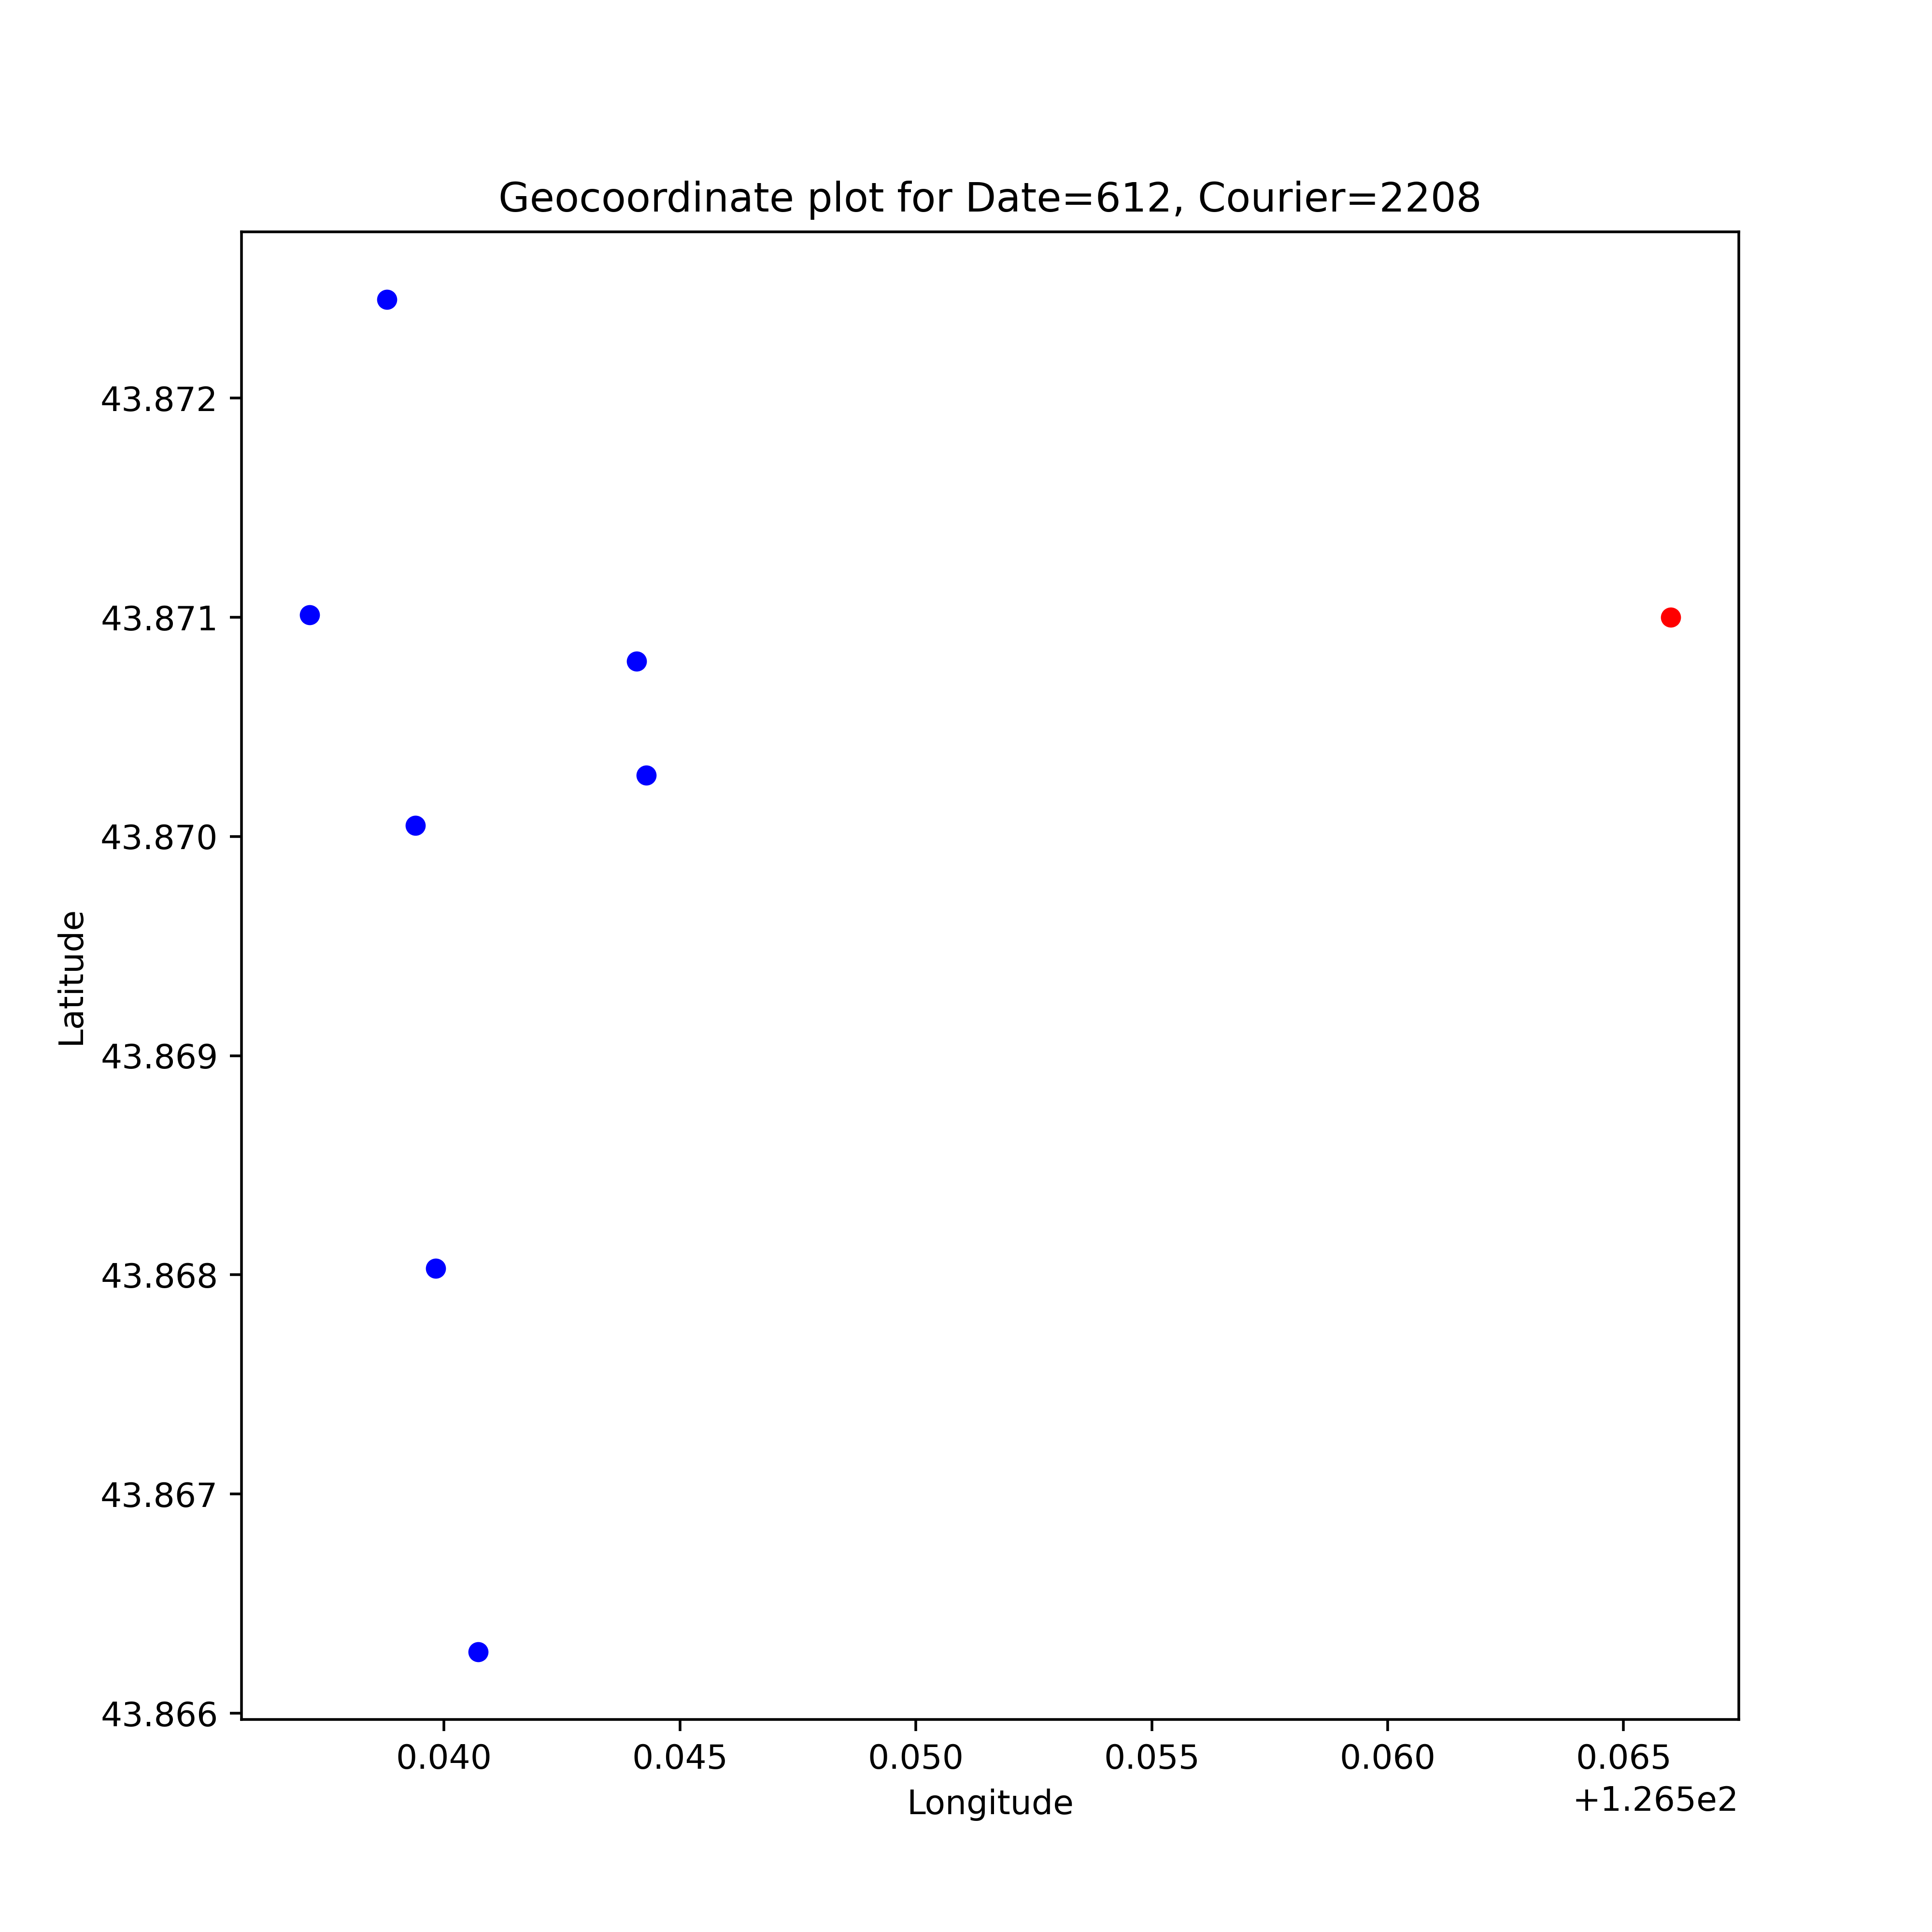 Geocoordinate plot for Date=612, Courier=2208
43.872
43.871
43.870
43.869
43.868
43.867
43.866
Latitude
0.040 0.045 0.050 0.055 0.060 0.065
+1.265e2
Longitude